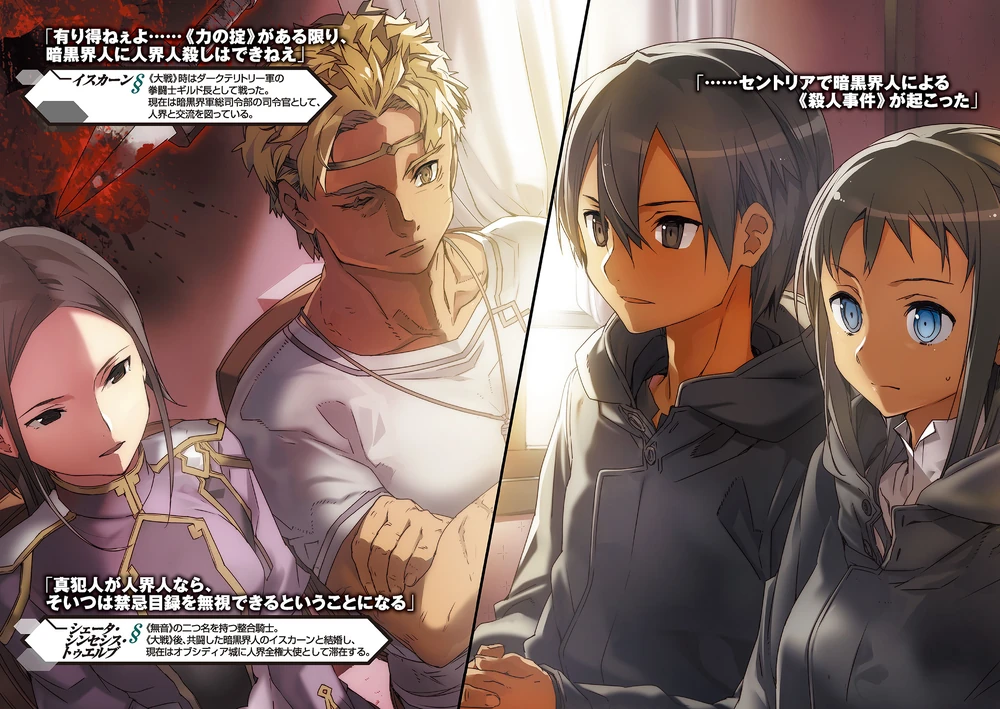 「有り得ねぇよ……《力の掟》がある限り、
暗黒界人に人界人殺しはできねえ」
イスカーン§
《大戦》時はダークテリトリー軍の
拳闘士ギルド長として戦った。
現在は暗黒界軍総司令部の司令官として、
人界と交流を図っている。
「……セントリアで暗黒界人による
《殺人事件》が起こった」
「真犯人が人界人なら、
そいつは禁忌目録を無視できるということになる」
シェータ・
シンセシス・
トゥエルブ§
《無音》の二つ名を持つ整合騎士。
《大戦》後、共闘した暗黒界人のイスカーンと結婚し、
現在はオブシディア城に人界全権大使として滞在する。